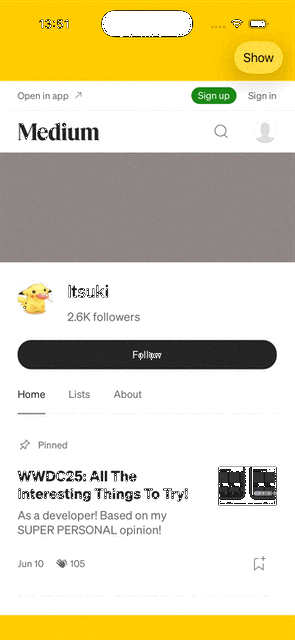 13:51
Show
Open in app
Sign up
Sign in
Medium
Itsuki
2.6K followers
Follow
Home
Lists
About
Pinned
WWDC25: All The
Interesting Things To Try!
As a developer! Based on my
SUPER PERSONAL opinion!
Jun 10
105